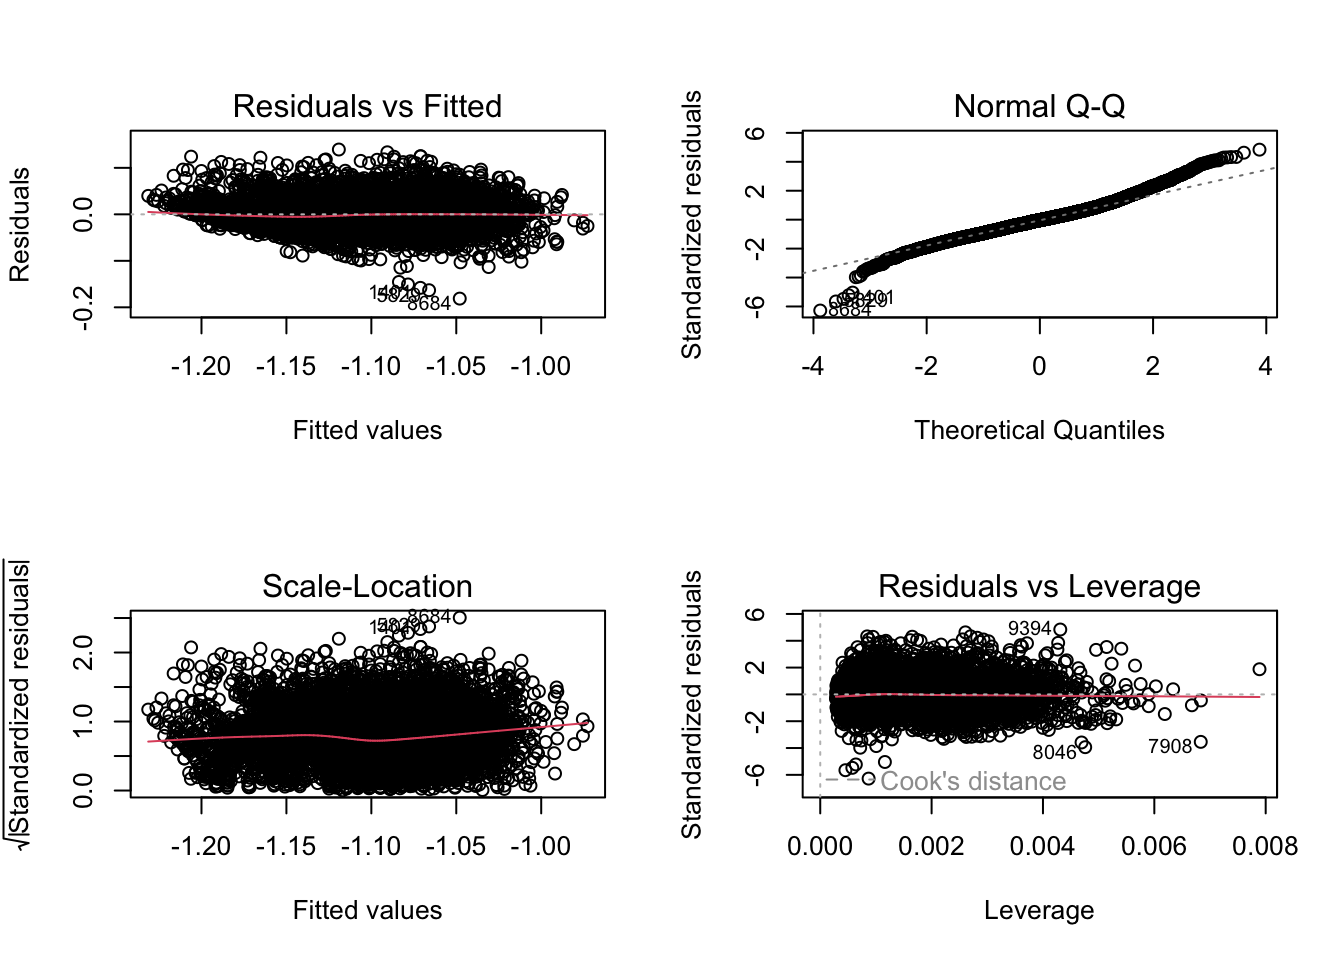 Residuals vs Fitted
Residuals
0.0
-0.2
8684
-1.20 -1.15 -1.10 -1.05 -1.00
Fitted values
Normal Q-Q
Standardized residuals
6
2
-2
-6
8684
-4 -2 0 2 4
Theoretical Quantiles
Scale-Location
√|Standardized residuals|
2.0
1.0
0.0
8684
-1.20 -1.15 -1.10 -1.05 -1.00
Fitted values
Residuals vs Leverage
Standardized residuals
6
2
-2
-6
9394
8046
7908
Cook's distance
0.000 0.002 0.004 0.006 0.008
Leverage